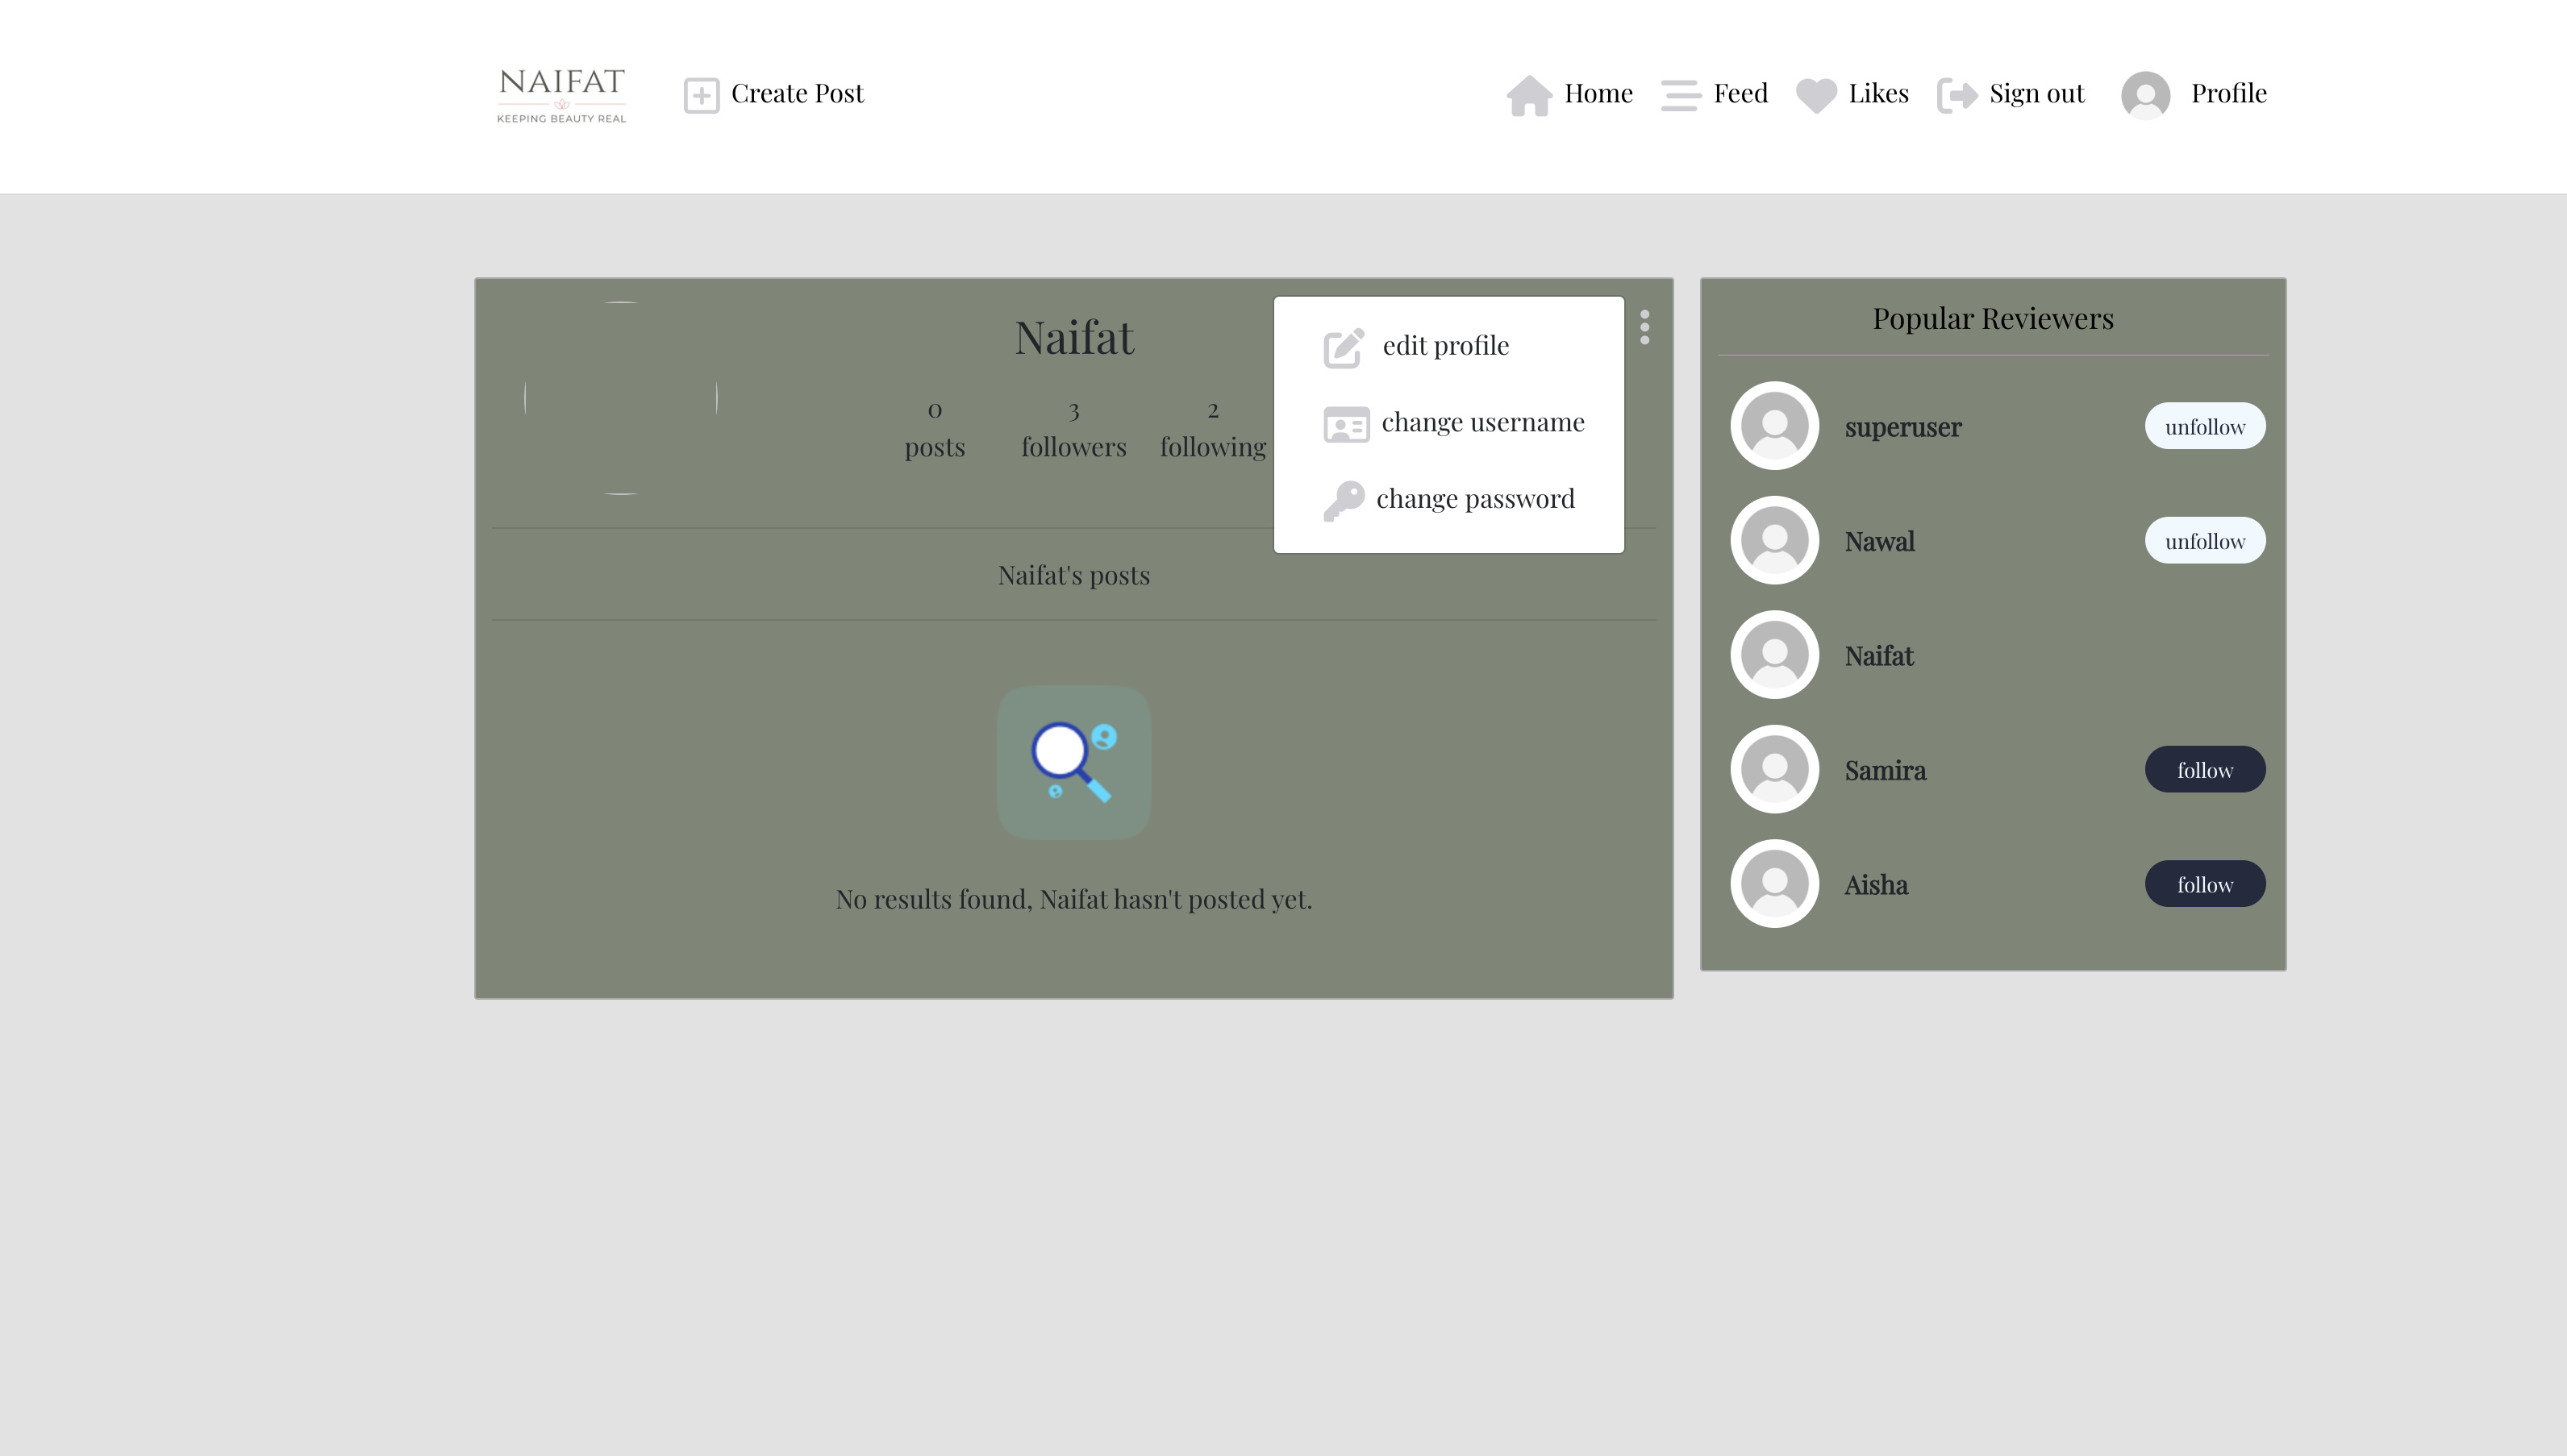 NAIFAT
KEEPING BEAUTY REAL
Create Post
Home
Feed
Likes
Sign out
Profile
Naifat
0
posts
3
followers
2
following
edit profile
change username
change password
Naifat's posts
No results found, Naifat hasn't posted yet.
Popular Reviewers
superuser
unfollow
Nawal
unfollow
Naifat
Samira
follow
Aisha
follow